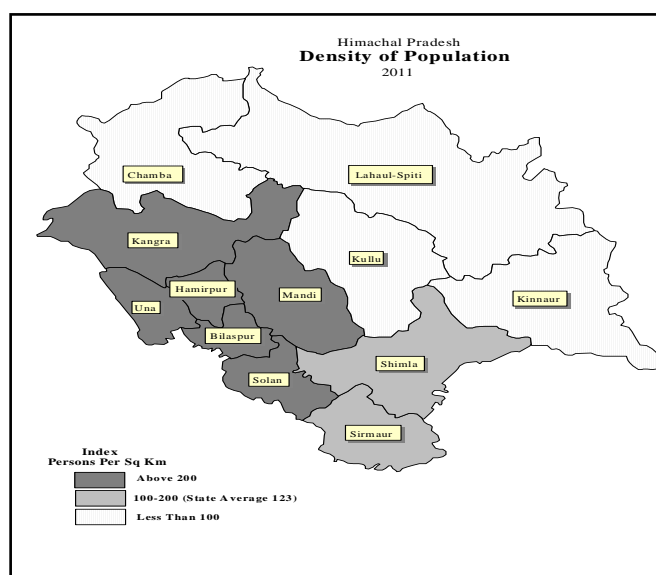 Himachal Pradesh
Density of Population
2011
Chamba
Lahaul-Spiti
Kangra
Kullu
Hamirpur
Mandi
Kinnaur
Una
Bilaspur
Shimla
Solan
Sirmaur
Index
Persons Per Sq Km
Above 200
100-200 (State Average 123)
Less Than 100